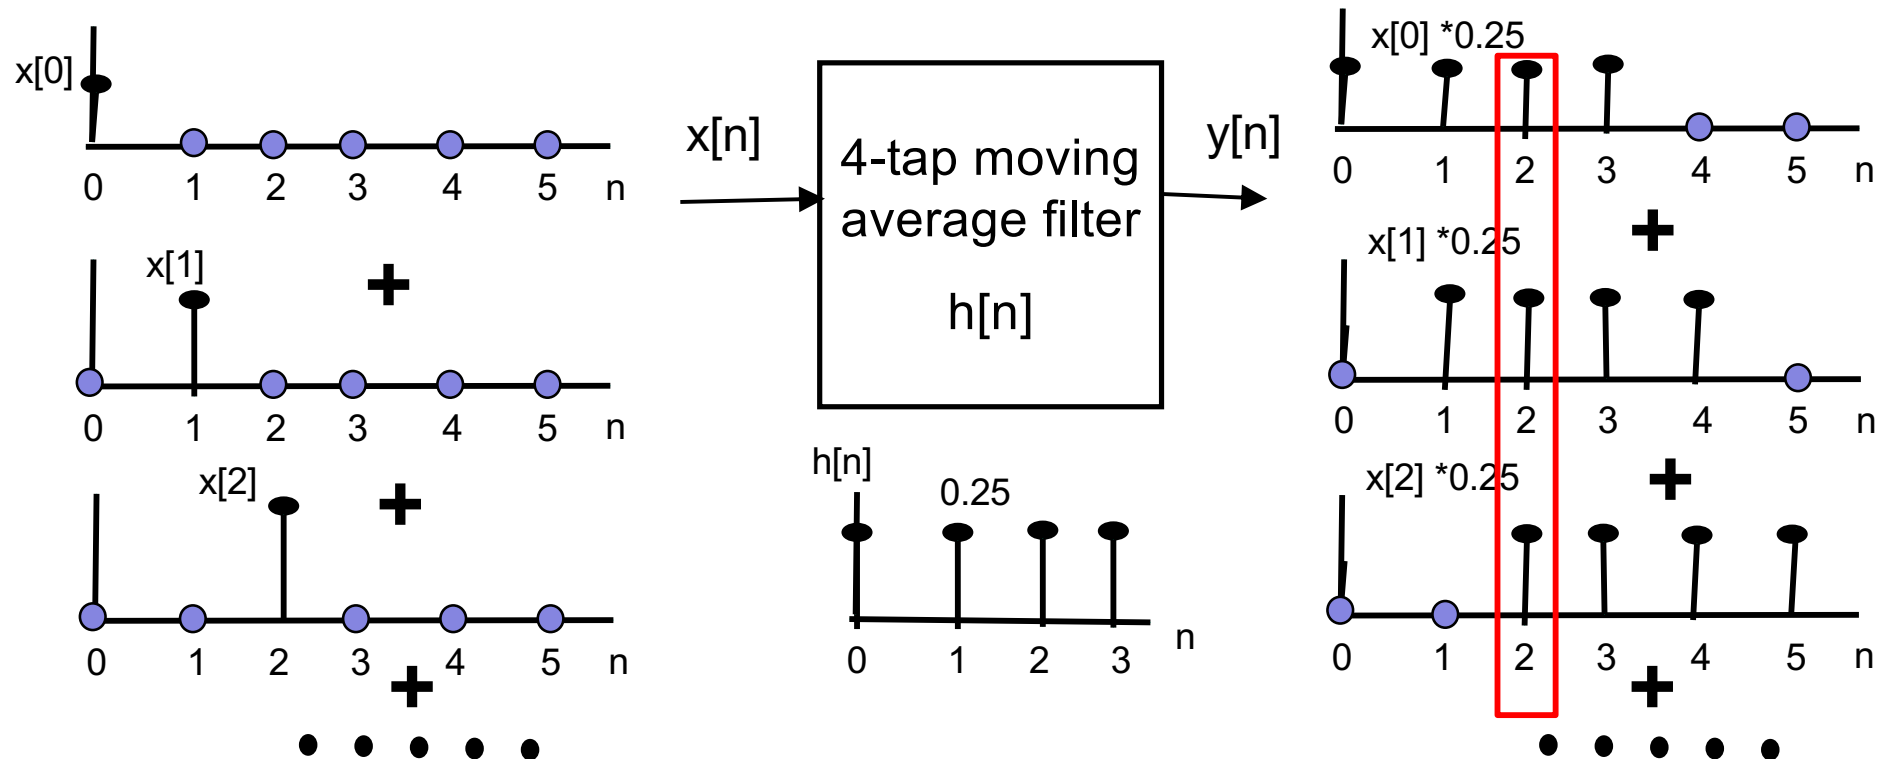 x[0]
0 1 2 3 4 5 n
x[1]
+
0 1 2 3 4 5 n
x[2]
+
0 1 2 3 4 5 n
+
x[n]
4-tap moving
average filter
h[n]
y[n]
h[n]
0.25
0 1 2 3 n
x[0] *0.25
0 1 2 3 4 5 n
+
x[1] *0.25
0 1 2 3 4 5 n
+
x[2] *0.25
0 1 2 3 4 5 n
+